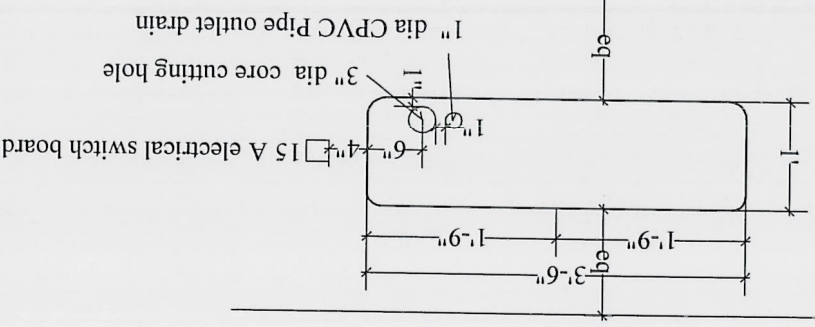 1" dia CPVC Pipe outlet drain
eq
3" dia core cutting hole
1"
1"
1'
6"
4"
15 A electrical switch board
1'-9"
1'-9"
eq
3'-6"